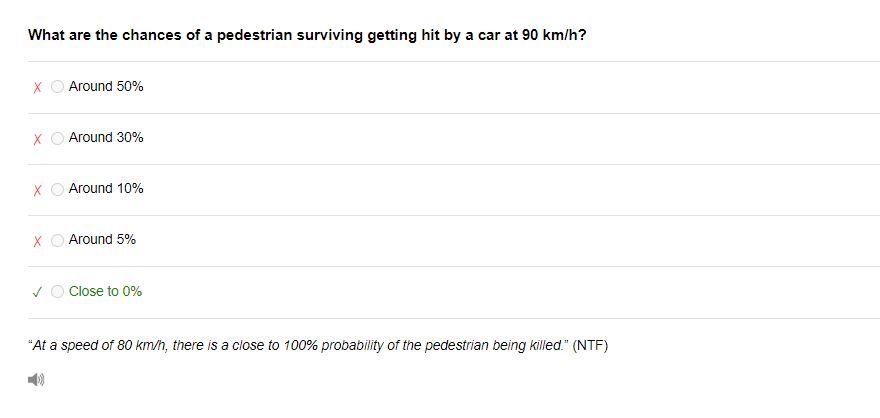 What are the chances of a pedestrian surviving getting hit by a car at 90 km/h?
Around 50%
Around 30%
Around 10%
Around 5%
Close to 0%
"At a speed of 80 km/h, there is a close to 100% probability of the pedestrian being killed." (NTF)